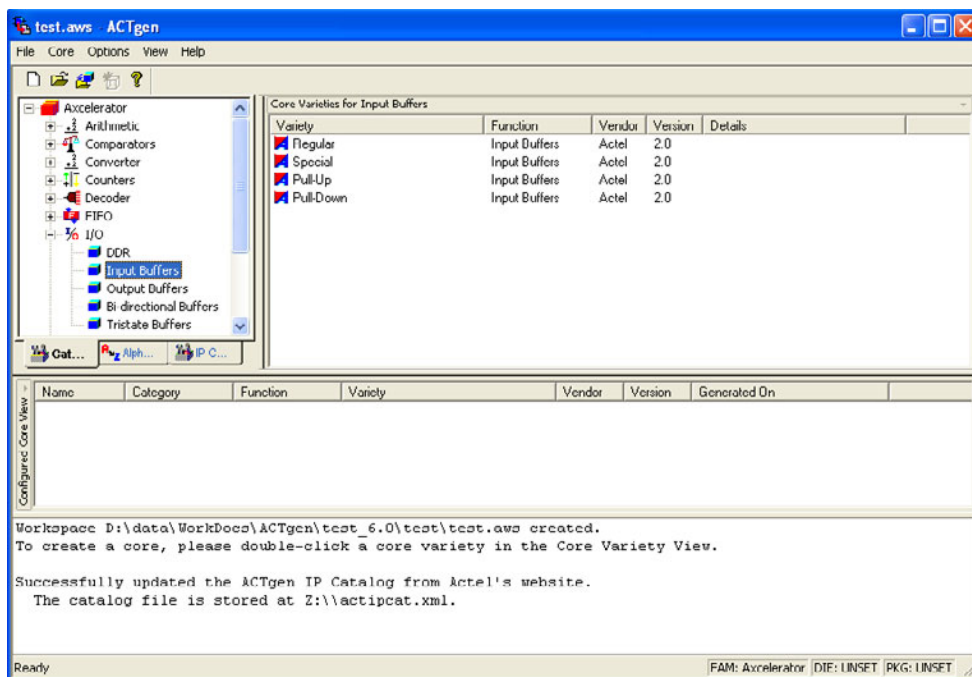 test.aws - ACTgen
File Core Options View Help
Axcelerator
Arithmetic
Comparators
Converter
Counters
Decoder
FIFO
I/O
DDR
Input Buffers
Output Buffers
Bi-directional Buffers
Tristate Buffers
Cat... Alph... IP C...
Core Varieties for Input Buffers
Variety Function Vendor Version Details
Regular Input Buffers Actel 2.0
Special Input Buffers Actel 2.0
Pull-Up Input Buffers Actel 2.0
Pull-Down Input Buffers Actel 2.0
Configured Core View
Name Category Function Variety Vendor Version Generated On
Workspace D:\data\WorkDocs\ACTgen\test_6.0\test\test.aws created.
To create a core, please double-click a core variety in the Core Variety View.
Successfully updated the ACTgen IP Catalog from Actel's website.
The catalog file is stored at Z:\\actipcat.xml.
Ready FAM: Axcelerator DIE: UNSET PKG: UNSET